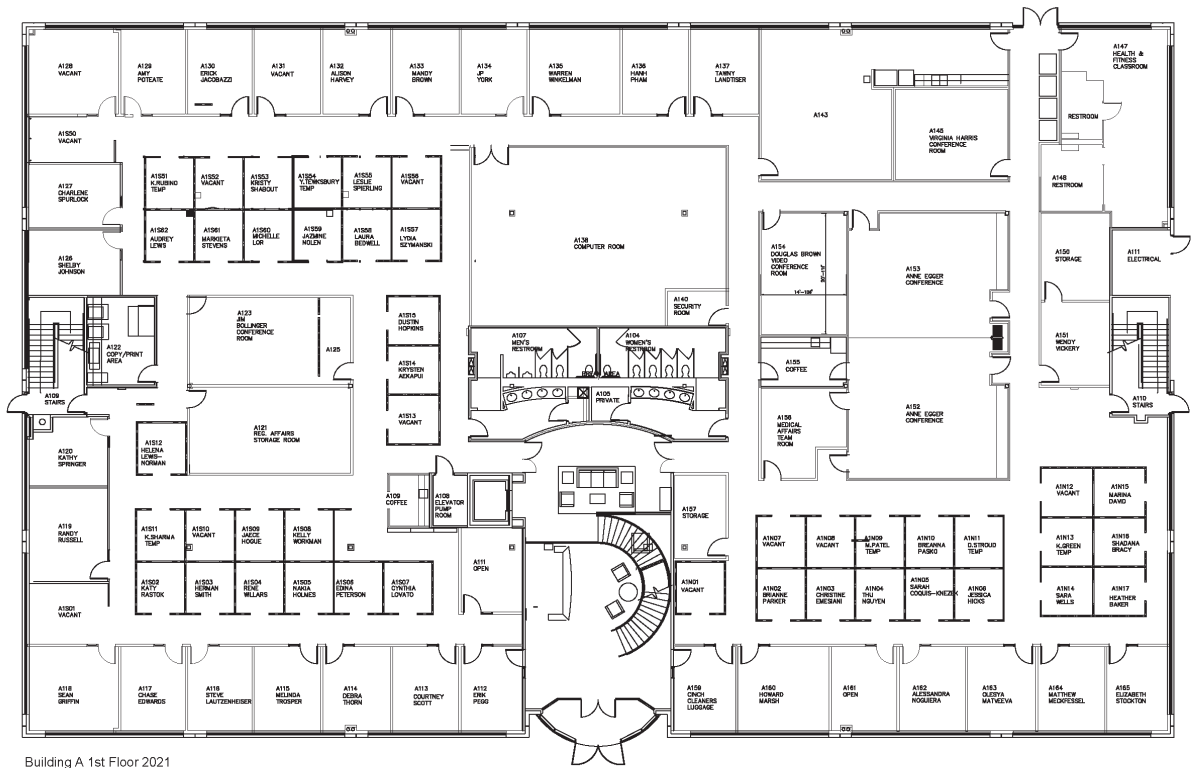 A128
VACANT
A129
AMY
POTEATE
A130
ERICK
JACOBAZZI
A131
VACANT
A132
ALISON
HARVEY
A133
MANDY
BROWN
A134
JP
YORK
A135
WARREN
WINKELMAN
A136
HANH
PHAM
A137
TAWNY
LANDTISER
A143
A145
VIRGINIA HARRIS
CONFERENCE
ROOM
A147
HEALTH &
FITNESS
CLASSROOM
RESTROOM
A148
RESTROOM
A1S50
VACANT
A127
CHARLENE
SPURLOCK
A126
SHELBY
JOHNSON
A1S51
K.RUBINO
TEMP
A1S52
VACANT
A1S53
KRISTY
SHABOUT
A1S54
Y.TEWKSBURY
TEMP
A1S55
LESLIE
SPIERLING
A1S56
VACANT
A1S62
AUDREY
LEWIS
A1S61
MARKIETA
STEVENS
A1S60
MICHELLE
LOR
A1S59
JAZMINE
NOLEN
A1S58
LAURA
BEDWELL
A1S57
LYDIA
SZYMANSKI
A138
COMPUTER ROOM
A140
SECURITY
ROOM
A154
DOUGLAS BROWN
VIDEO
CONFERENCE
ROOM
A153
ANNE EGGER
CONFERENCE
A150
STORAGE
A111
ELECTRICAL
A151
WENDY
VICKERY
A110
STAIRS
A122
COPY/PRINT
AREA
A123
JIM
BOLLINGER
CONFERENCE
ROOM
A125
A1S15
DUSTIN
HOPKINS
A1S14
KRYSTEN
AEKAPUI
A1S13
VACANT
A107
MEN'S
RESTROOM
A104
WOMEN'S
RESTROOM
A105
PRIVATE
A155
COFFEE
A156
MEDICAL
AFFAIRS
TEAM
ROOM
A152
ANNE EGGER
CONFERENCE
A109
STAIRS
A120
KATHY
SPRINGER
A1S12
HELENA
LEWIS-
NORMAN
A121
REG. AFFAIRS
STORAGE ROOM
A109
COFFEE
A108
ELEVATOR
PUMP
ROOM
A157
STORAGE
A119
RANDY
RUSSELL
A1S01
VACANT
A1S11
K.SHARMA
TEMP
A1S10
VACANT
A1S09
JAECE
HOGUE
A1S08
KELLY
WORKMAN
A1S02
KATY
RASTOK
A1S03
HERMAN
SMITH
A1S04
RENE
WILLARS
A1S05
NAKIA
HOLMES
A1S06
EDINA
PETERSON
A1S07
CYNTHIA
LOVATO
A111
OPEN
A1N01
VACANT
A1N07
VACANT
A1N08
VACANT
A1N09
M.PATEL
TEMP
A1N10
BREANNA
PASKO
A1N11
D.STROUD
TEMP
A1N02
BRIANNE
PARKER
A1N03
CHRISTINE
EMESIANI
A1N04
THU
NGUYEN
A1N05
SARAH
COQUIS-KNEZEK
A1N06
JESSICA
HICKS
A1N12
VACANT
A1N15
MARINA
DAVID
A1N13
K.GREEN
TEMP
A1N16
SHADANA
BRACY
A1N14
SARA
WELLS
A1N17
HEATHER
BAKER
A118
SEAN
GRIFFIN
A117
CHASE
EDWARDS
A116
STEVE
LAUTZENHEISER
A115
MELINDA
TROSPER
A114
DEBRA
THORN
A113
COURTNEY
SCOTT
A112
ERIK
PEGG
A159
CINCH
CLEANERS
LUGGAGE
A160
HOWARD
MARSH
A161
OPEN
A162
ALESSANDRA
NOGUIERA
A163
OLESYA
MATVEEVA
A164
MATTHEW
MECKFESSEL
A165
ELIZABETH
STOCKTON
Building A 1st Floor 2021